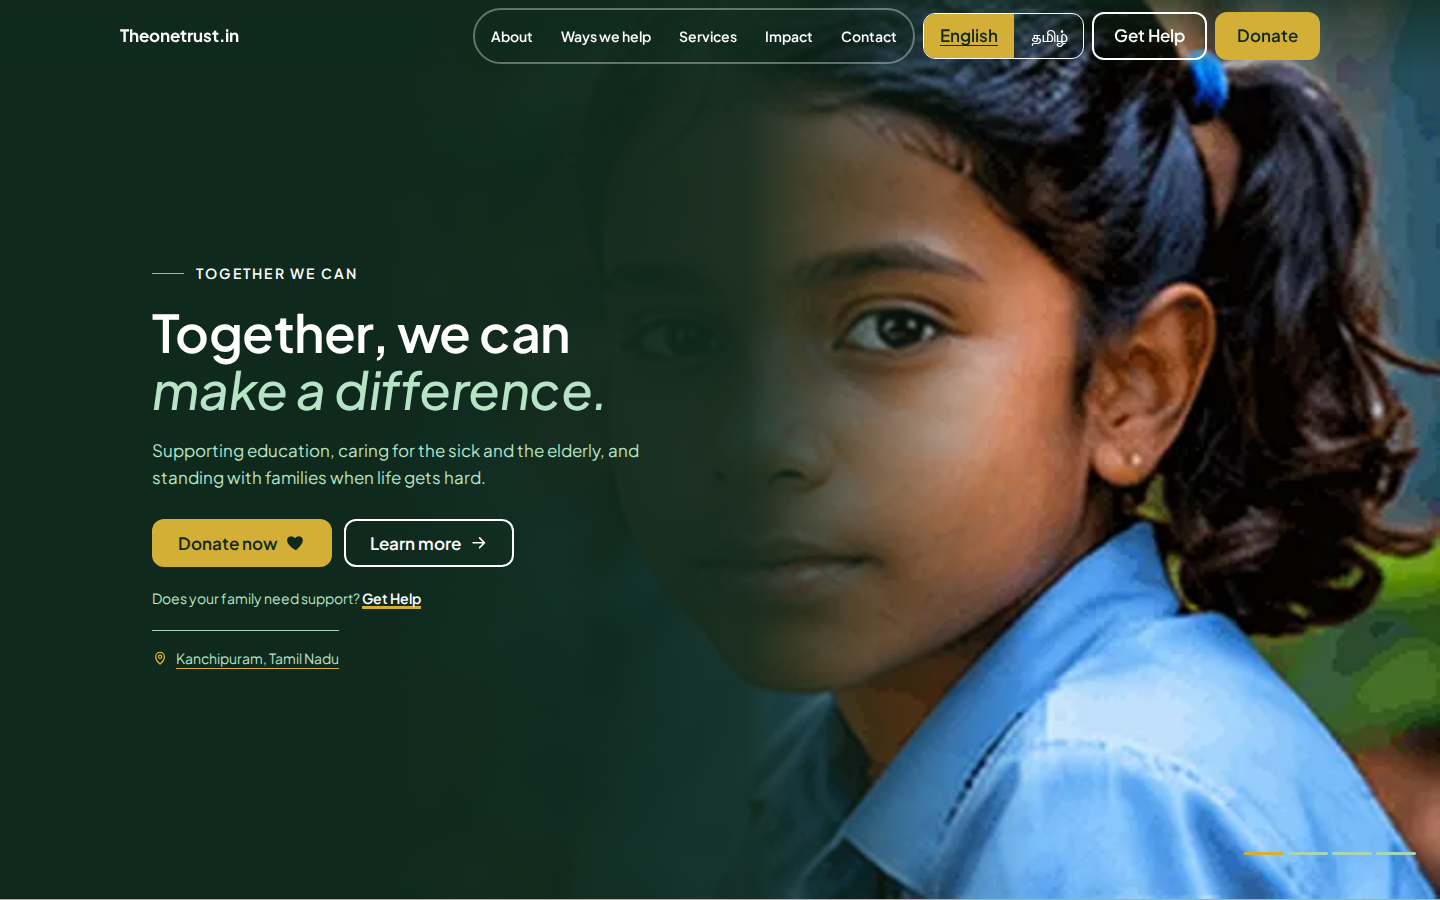 Theonetrust.in
About
Ways we help
Services
Impact
Contact
English
தமிழ்
Get Help
Donate
TOGETHER WE CAN
Together, we can
make a difference.
Supporting education, caring for the sick and the elderly, and
standing with families when life gets hard.
Donate now
Learn more
Does your family need support? Get Help
Kanchipuram, Tamil Nadu